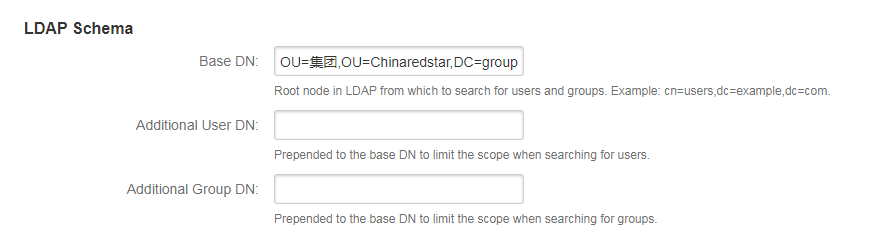 LDAP Schema
Base DN: OU=集团,OU=Chinaredstar,DC=group
Root node in LDAP from which to search for users and groups. Example: cn=users,dc=example,dc=com.
Additional User DN:
Prepended to the base DN to limit the scope when searching for users.
Additional Group DN:
Prepended to the base DN to limit the scope when searching for groups.